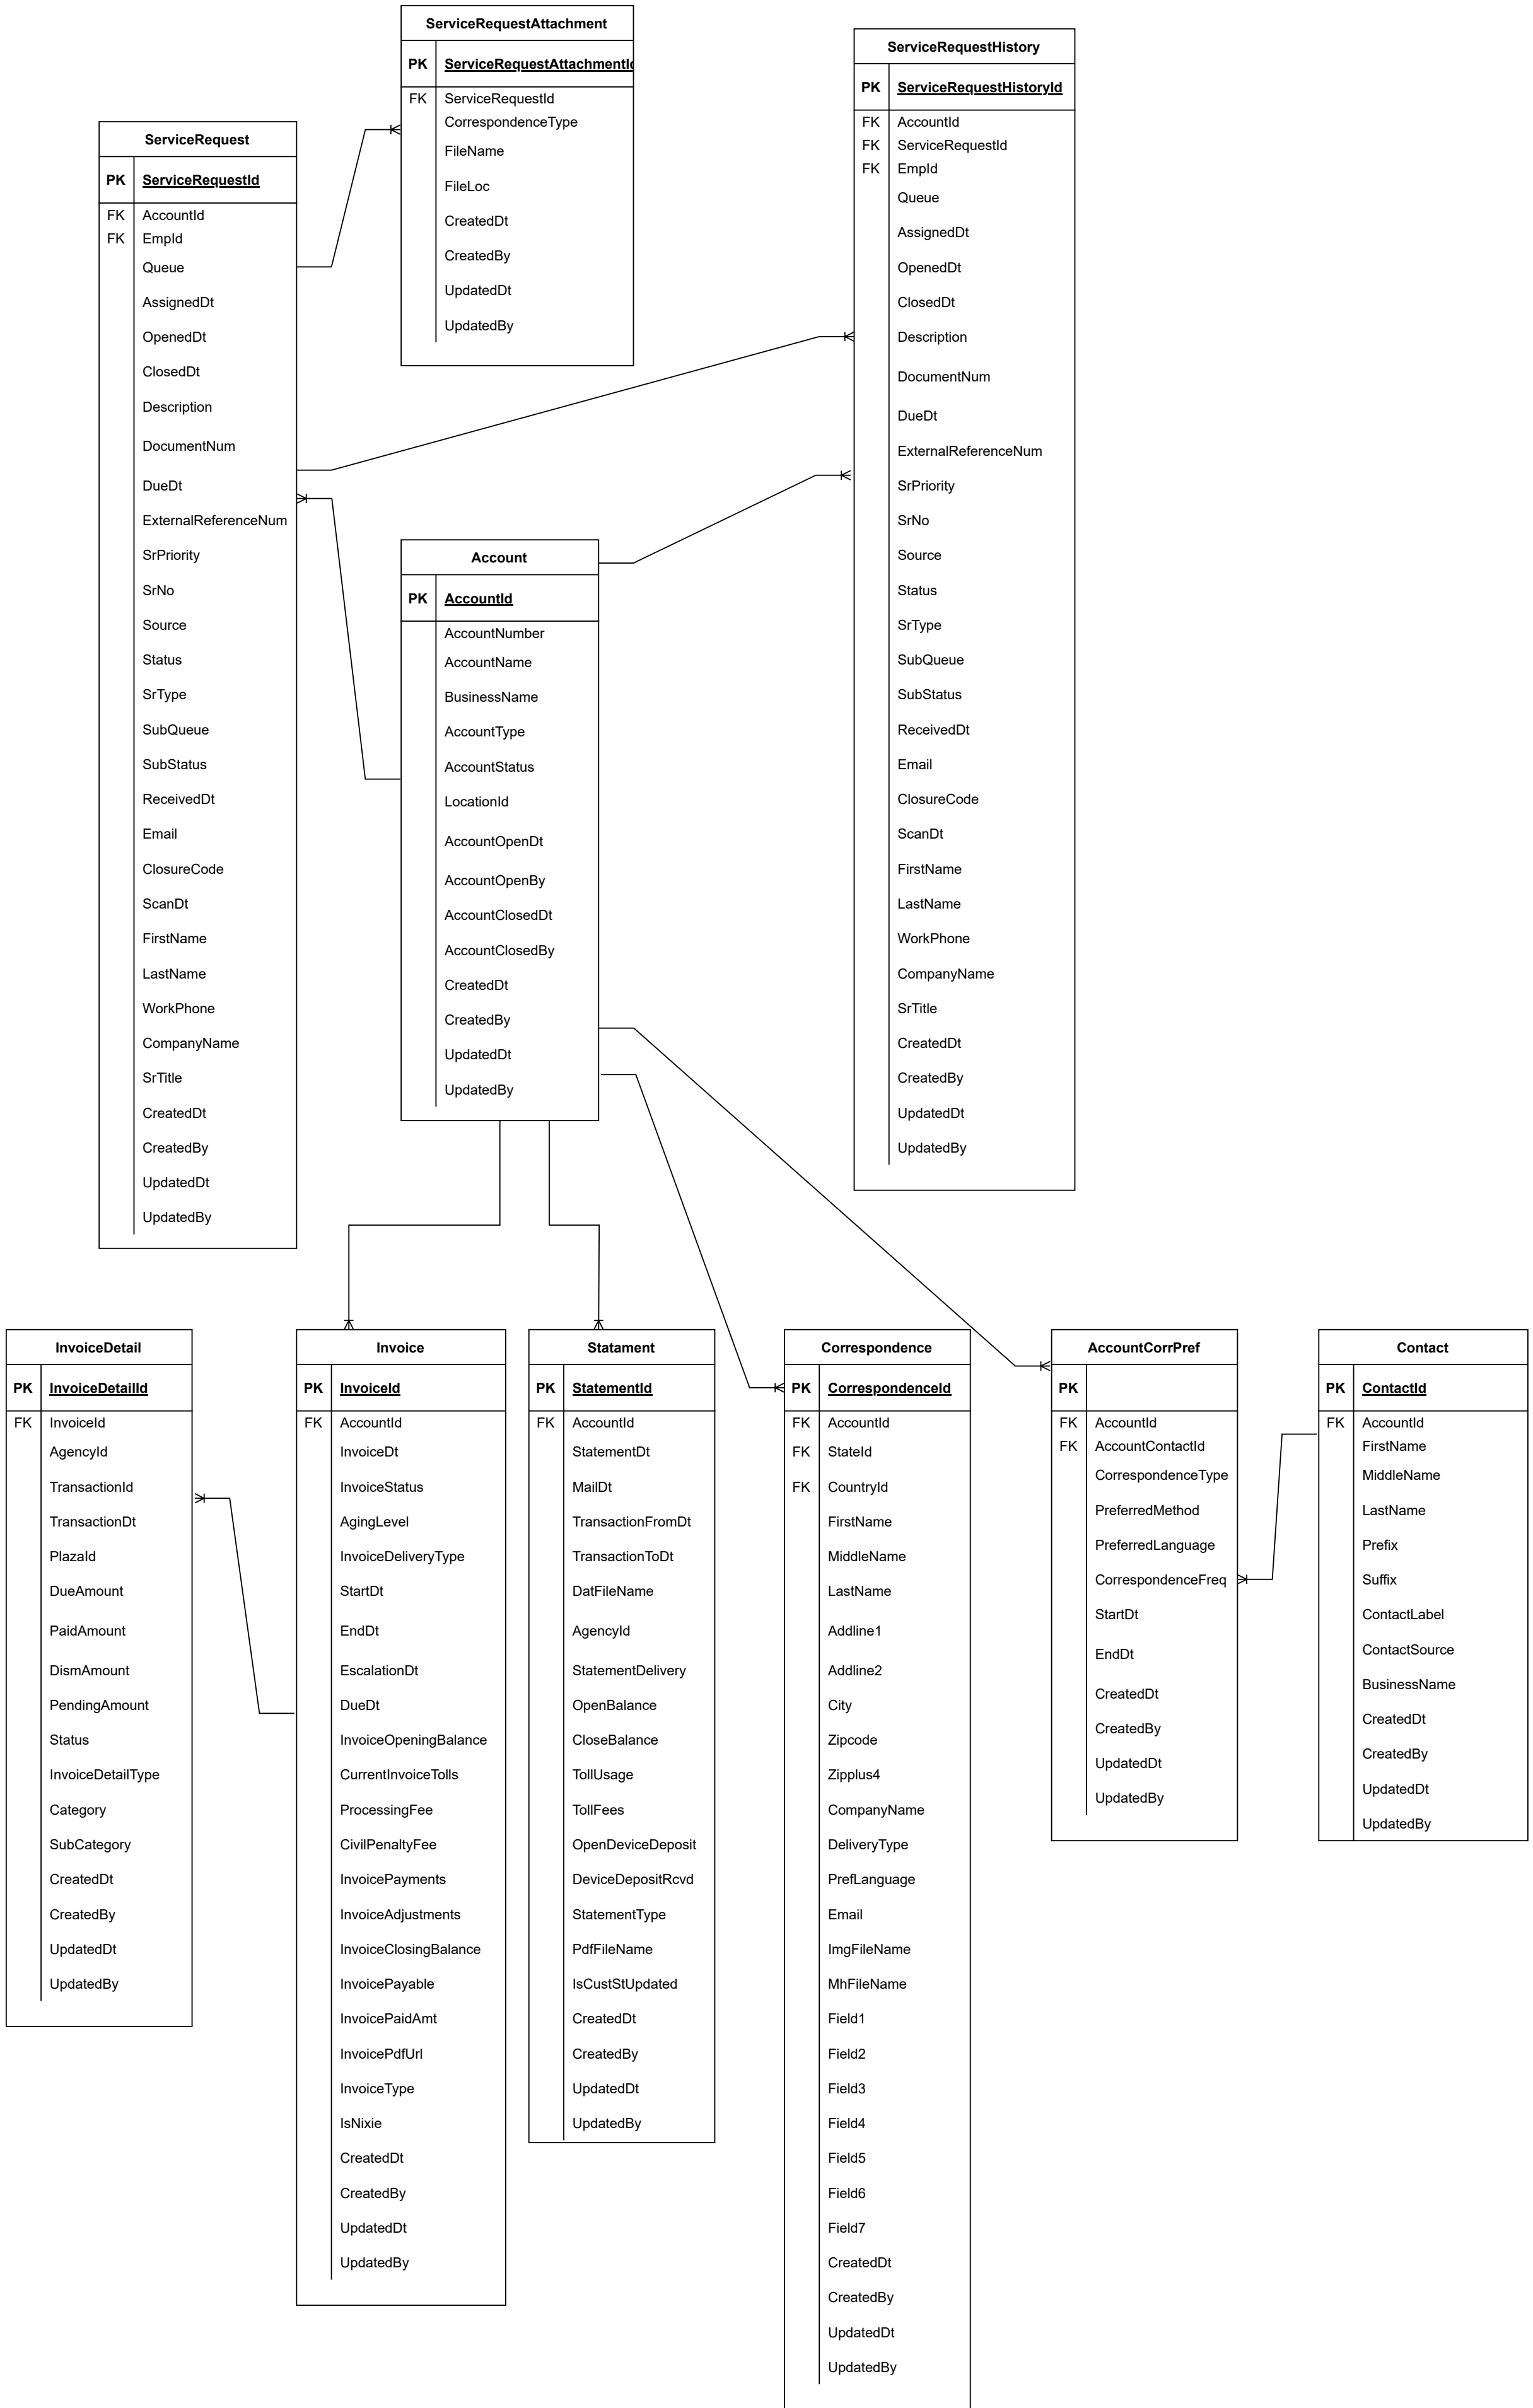 ServiceRequestAttachment
PK ServiceRequestAttachmentId
FK ServiceRequestId
CorrespondenceType
FileName
FileLoc
CreatedDt
CreatedBy
UpdatedDt
UpdatedBy
ServiceRequestHistory
PK ServiceRequestHistoryId
FK AccountId
FK ServiceRequestId
FK EmpId
Queue
AssignedDt
OpenedDt
ClosedDt
Description
DocumentNum
DueDt
ExternalReferenceNum
SrPriority
SrNo
Source
Status
SrType
SubQueue
SubStatus
ReceivedDt
Email
ClosureCode
ScanDt
FirstName
LastName
WorkPhone
CompanyName
SrTitle
CreatedDt
CreatedBy
UpdatedDt
UpdatedBy
ServiceRequest
PK ServiceRequestId
FK AccountId
FK EmpId
Queue
AssignedDt
OpenedDt
ClosedDt
Description
DocumentNum
DueDt
ExternalReferenceNum
SrPriority
SrNo
Source
Status
SrType
SubQueue
SubStatus
ReceivedDt
Email
ClosureCode
ScanDt
FirstName
LastName
WorkPhone
CompanyName
SrTitle
CreatedDt
CreatedBy
UpdatedDt
UpdatedBy
Account
PK AccountId
AccountNumber
AccountName
BusinessName
AccountType
AccountStatus
LocationId
AccountOpenDt
AccountOpenBy
AccountClosedDt
AccountClosedBy
CreatedDt
CreatedBy
UpdatedDt
UpdatedBy
InvoiceDetail
PK InvoiceDetailId
FK InvoiceId
AgencyId
TransactionId
TransactionDt
PlazaId
DueAmount
PaidAmount
DismAmount
PendingAmount
Status
InvoiceDetailType
Category
SubCategory
CreatedDt
CreatedBy
UpdatedDt
UpdatedBy
Invoice
PK InvoiceId
FK AccountId
InvoiceDt
InvoiceStatus
AgingLevel
InvoiceDeliveryType
StartDt
EndDt
EscalationDt
DueDt
InvoiceOpeningBalance
CurrentInvoiceTolls
ProcessingFee
CivilPenaltyFee
InvoicePayments
InvoiceAdjustments
InvoiceClosingBalance
InvoicePayable
InvoicePaidAmt
InvoicePdfUrl
InvoiceType
IsNixie
CreatedDt
CreatedBy
UpdatedDt
UpdatedBy
Statament
PK StatementId
FK AccountId
StatementDt
MailDt
TransactionFromDt
TransactionToDt
DatFileName
AgencyId
StatementDelivery
OpenBalance
CloseBalance
TollUsage
TollFees
OpenDeviceDeposit
DeviceDepositRcvd
StatementType
PdfFileName
IsCustStUpdated
CreatedDt
CreatedBy
UpdatedDt
UpdatedBy
Correspondence
PK CorrespondenceId
FK AccountId
FK StateId
FK CountryId
FirstName
MiddleName
LastName
Addline1
Addline2
City
Zipcode
Zipplus4
CompanyName
DeliveryType
PrefLanguage
Email
ImgFileName
MhFileName
Field1
Field2
Field3
Field4
Field5
Field6
Field7
CreatedDt
CreatedBy
UpdatedDt
UpdatedBy
AccountCorrPref
PK
FK AccountId
FK AccountContactId
CorrespondenceType
PreferredMethod
PreferredLanguage
CorrespondenceFreq
StartDt
EndDt
CreatedDt
CreatedBy
UpdatedDt
UpdatedBy
Contact
PK ContactId
FK AccountId
FirstName
MiddleName
LastName
Prefix
Suffix
ContactLabel
ContactSource
BusinessName
CreatedDt
CreatedBy
UpdatedDt
UpdatedBy